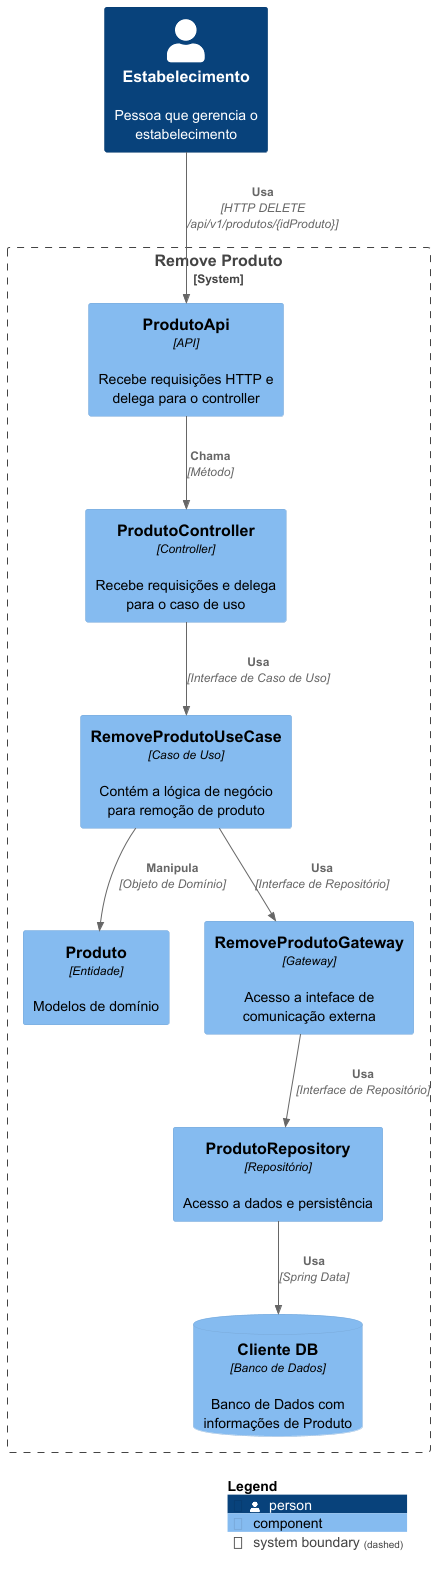 Estabelecimento
Pessoa que gerencia o
estabelecimento
Usa
[HTTP DELETE
/api/v1/produtos/{idProduto}]
Remove Produto
[System]
ProdutoApi
[API]
Recebe requisições HTTP e
delega para o controller
Chama
[Método]
ProdutoController
[Controller]
Recebe requisições e delega
para o caso de uso
Usa
[Interface de Caso de Uso]
RemoveProdutoUseCase
[Caso de Uso]
Contém a lógica de negócio
para remoção de produto
Manipula
[Objeto de Domínio]
Usa
[Interface de Repositório]
Produto
[Entidade]
Modelos de domínio
RemoveProdutoGateway
[Gateway]
Acesso a inteface de
comunicação externa
Usa
[Interface de Repositório]
ProdutoRepository
[Repositório]
Acesso a dados e persistência
Usa
[Spring Data]
Cliente DB
[Banco de Dados]
Banco de Dados com
informações de Produto
Legend
person
component
system boundary (dashed)